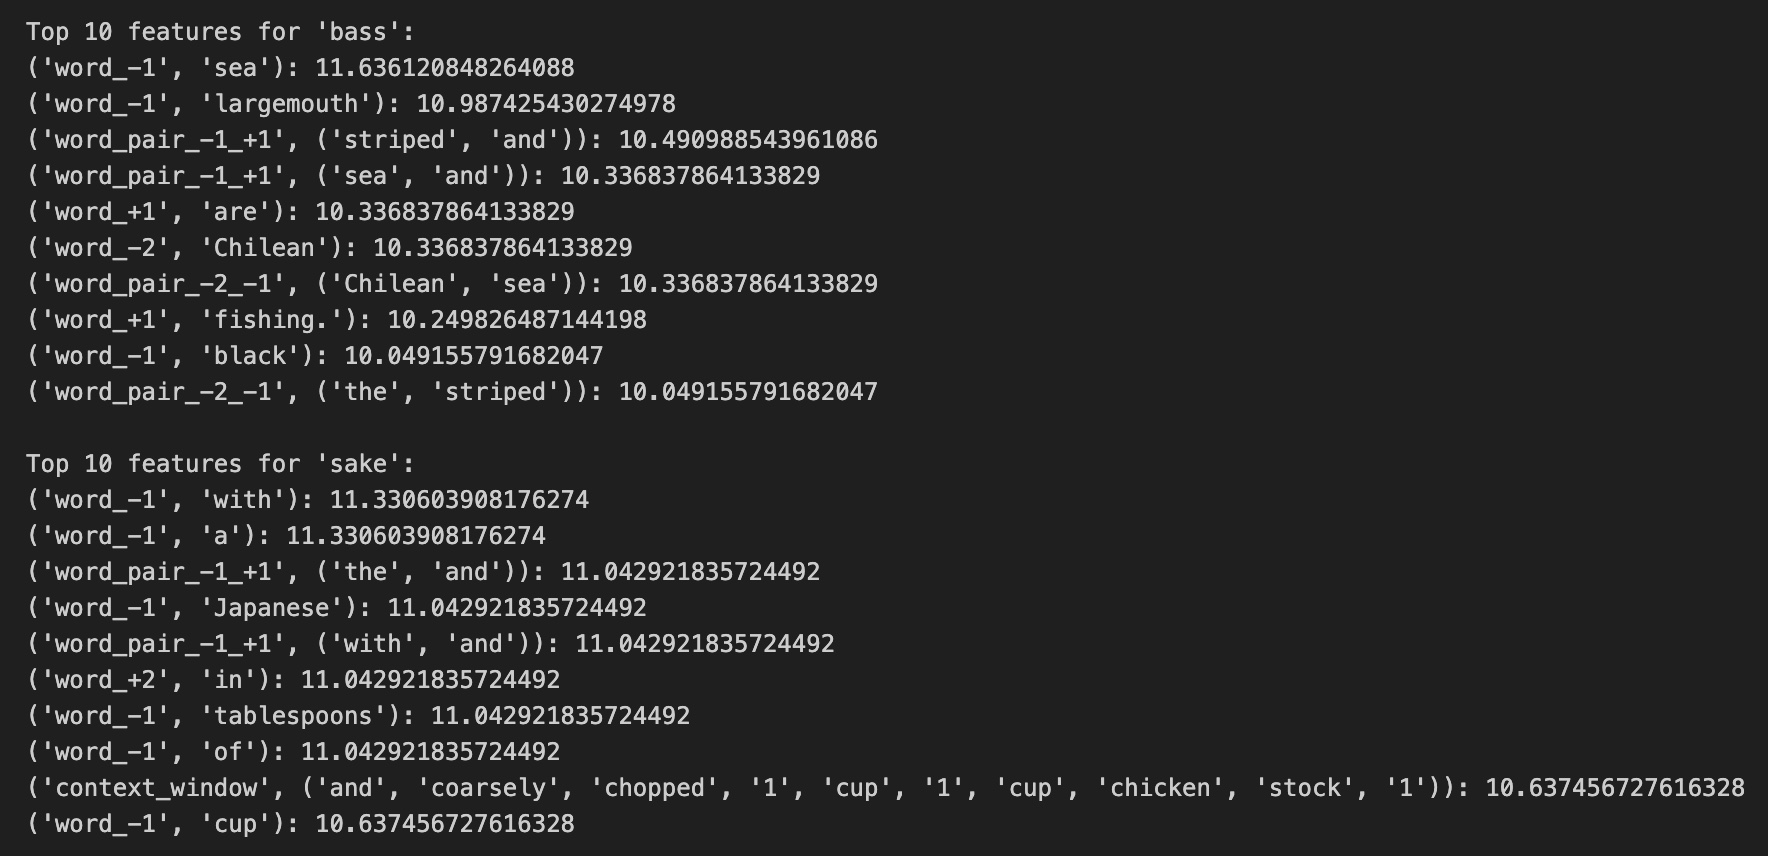 Top 10 features for 'bass':
('word_-1', 'sea'): 11.636120848264088
('word_-1', 'largemouth'): 10.987425430274978
('word_pair_-1_+1', ('striped', 'and')): 10.490988543961086
('word_pair_-1_+1', ('sea', 'and')): 10.336837864133829
('word_+1', 'are'): 10.336837864133829
('word_-2', 'Chilean'): 10.336837864133829
('word_pair_-2_-1', ('Chilean', 'sea')): 10.336837864133829
('word_+1', 'fishing.'): 10.249826487144198
('word_-1', 'black'): 10.049155791682047
('word_pair_-2_-1', ('the', 'striped')): 10.049155791682047
Top 10 features for 'sake':
('word_-1', 'with'): 11.330603908176274
('word_-1', 'a'): 11.330603908176274
('word_pair_-1_+1', ('the', 'and')): 11.042921835724492
('word_-1', 'Japanese'): 11.042921835724492
('word_pair_-1_+1', ('with', 'and')): 11.042921835724492
('word_+2', 'in'): 11.042921835724492
('word_-1', 'tablespoons'): 11.042921835724492
('word_-1', 'of'): 11.042921835724492
('context_window', ('and', 'coarsely', 'chopped', '1', 'cup', '1', 'cup', 'chicken', 'stock', '1')): 10.637456727616328
('word_-1', 'cup'): 10.637456727616328